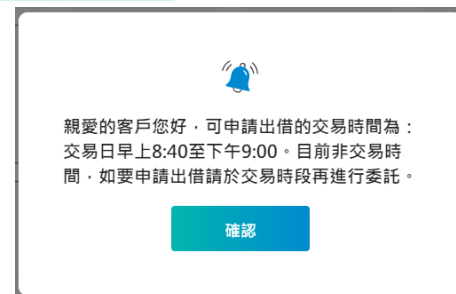 親愛的客戶您好，可申請出借的交易時間為：
交易日早上8:40至下午9:00。目前非交易時
間，如要申請出借請於交易時段再進行委託。
確認